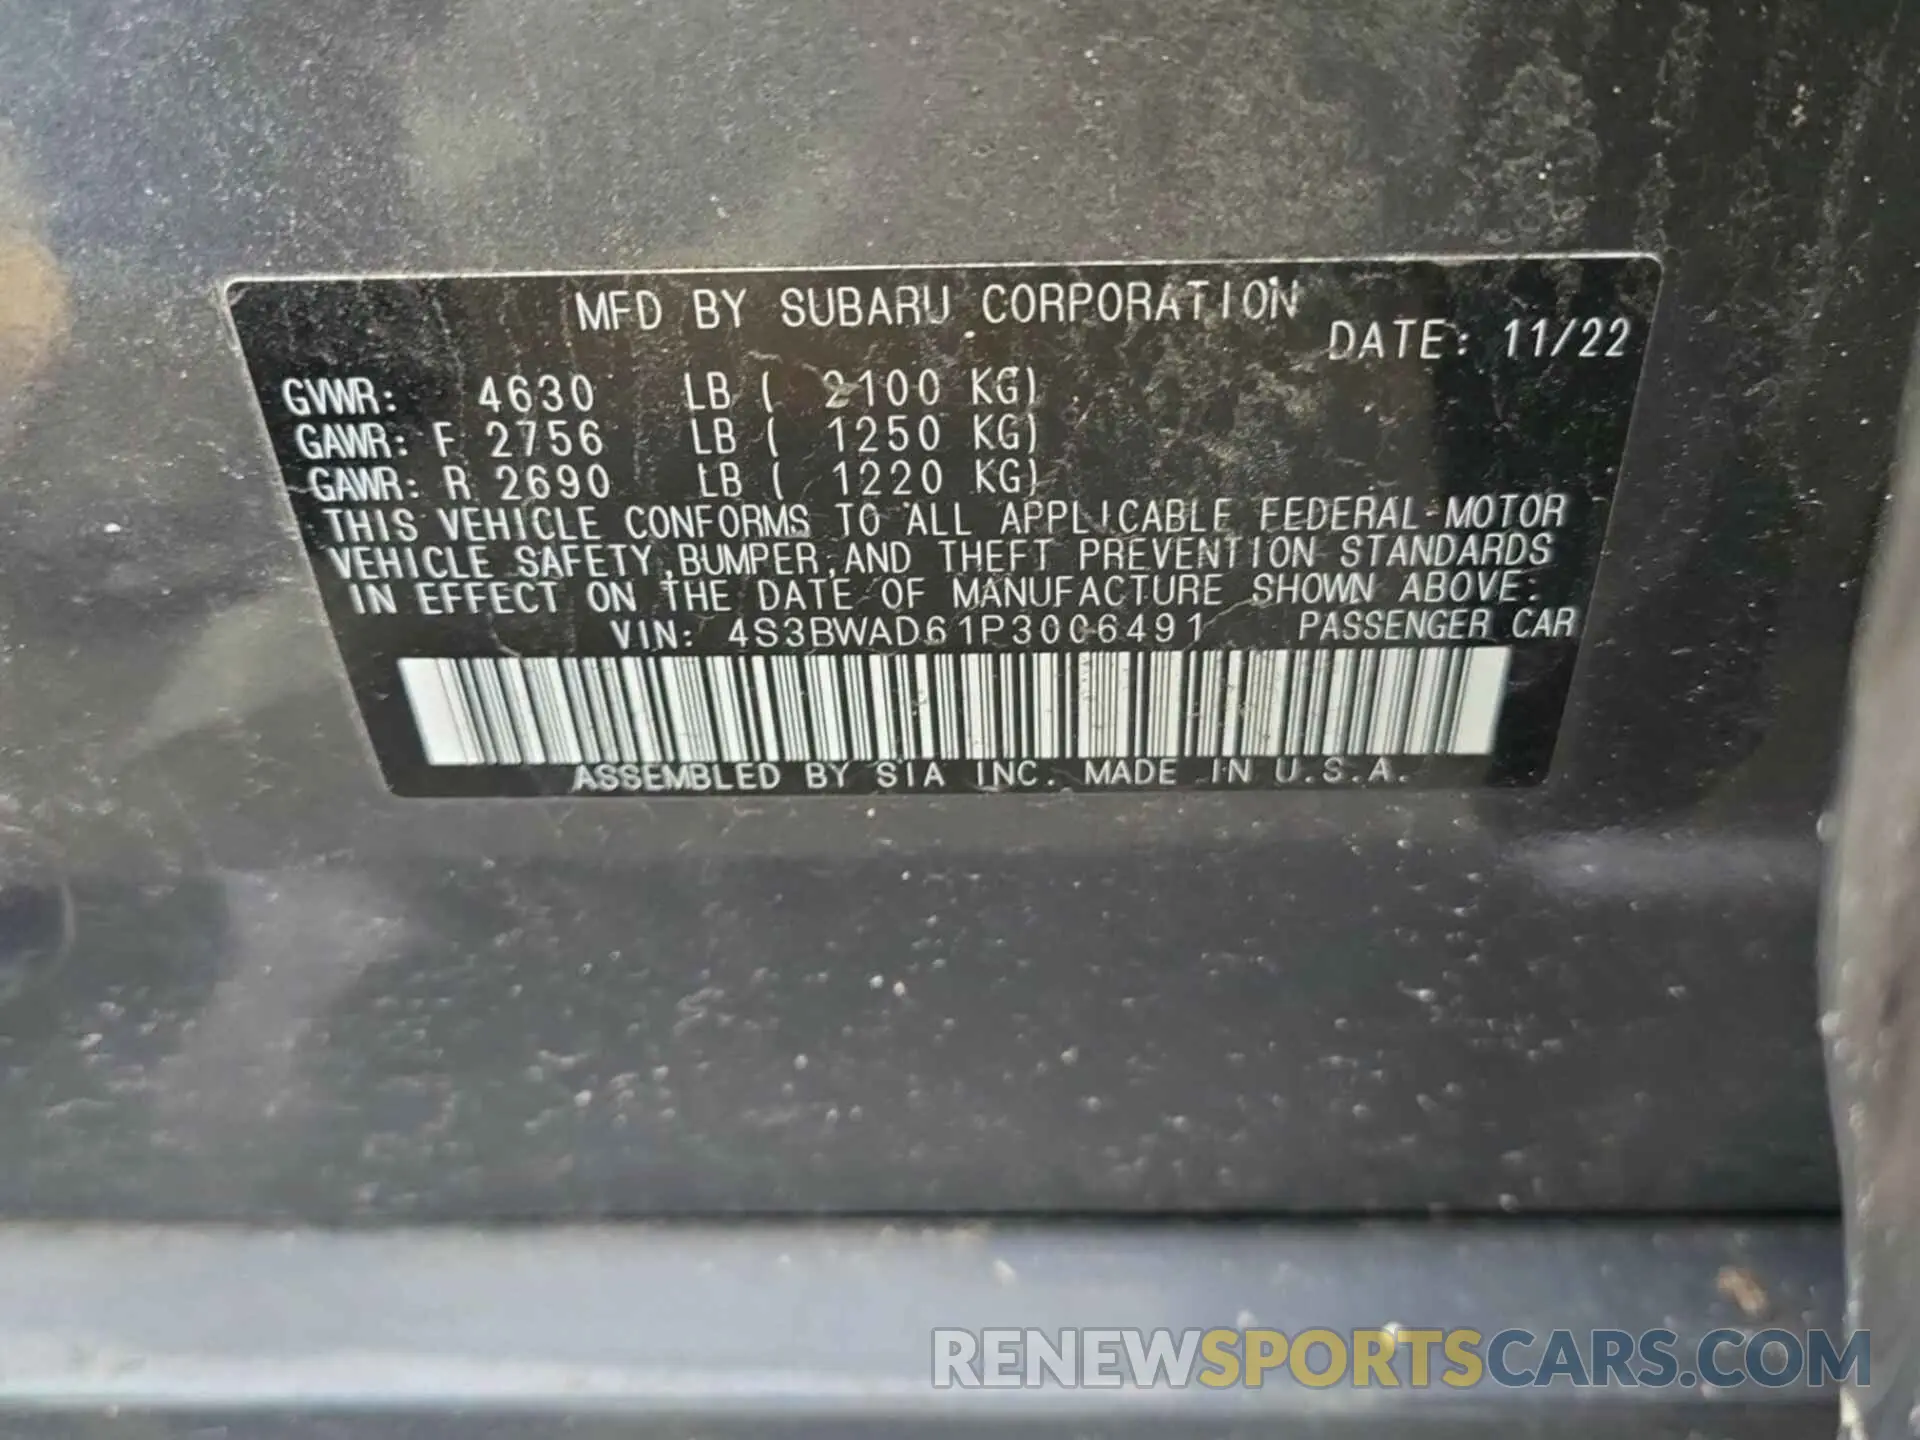 MFD BY SUBARU CORPORATION
DATE: 11/22
GVWR: 4630 LB ( 2100 KG)
GAWR: F 2756 LB ( 1250 KG)
GAWR: R 2690 LB ( 1220 KG)
THIS VEHICLE CONFORMS TO ALL APPLICABLE FEDERAL MOTOR
VEHICLE SAFETY,BUMPER,AND THEFT PREVENTION STANDARDS
IN EFFECT ON THE DATE OF MANUFACTURE SHOWN ABOVE:
VIN: 4S3BWAD61P3006491 PASSENGER CAR
ASSEMBLED BY SIA INC. MADE IN U.S.A.
RENEWSPORTSCARS.COM